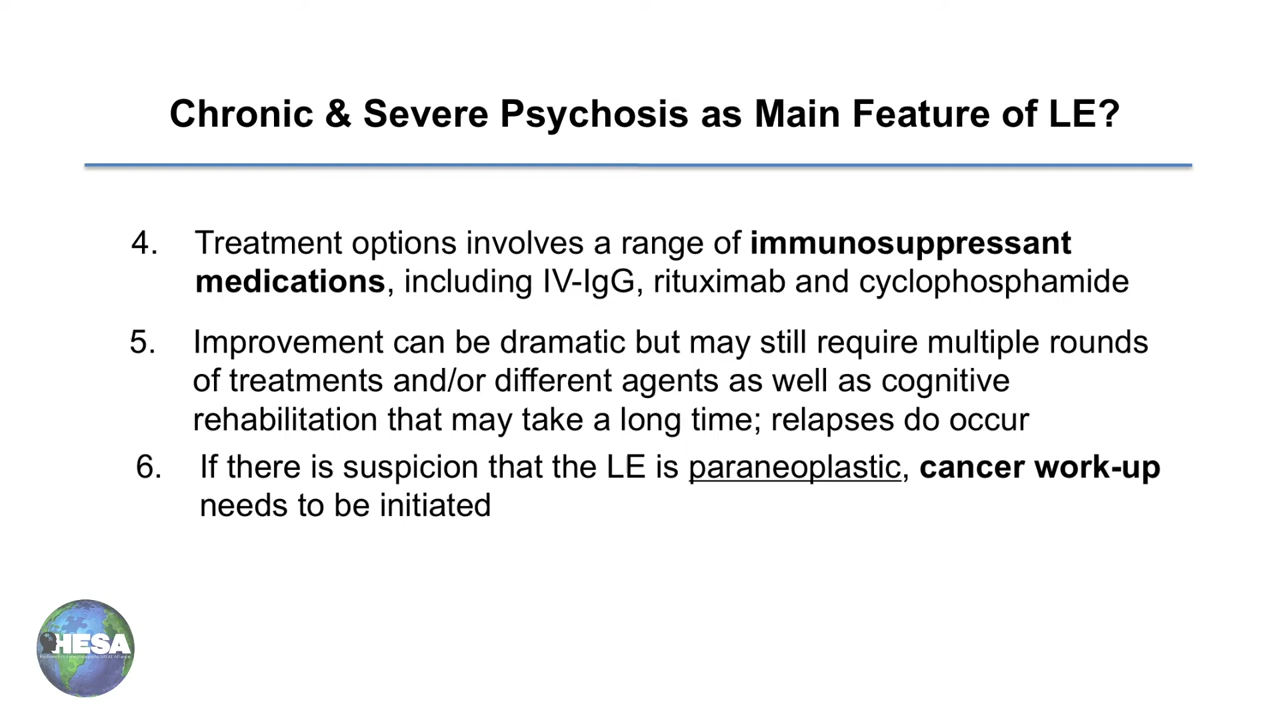 Chronic & Severe Psychosis as Main Feature of LE?
4. Treatment options involves a range of immunosuppressant
medications, including IV-IgG, rituximab and cyclophosphamide
5. Improvement can be dramatic but may still require multiple rounds
of treatments and/or different agents as well as cognitive
rehabilitation that may take a long time; relapses do occur
6. If there is suspicion that the LE is paraneoplastic, cancer work-up
needs to be initiated
HESA